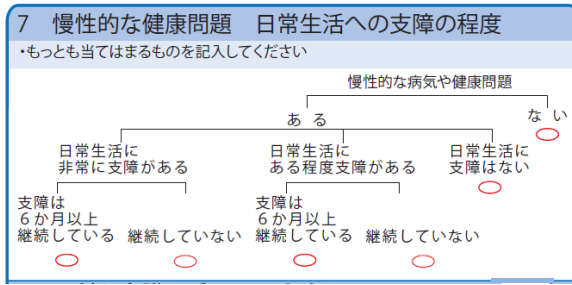 7 慢性的な健康問題 日常生活への支障の程度
・もっとも当てはまるものを記入してください
慢性的な病気や健康問題
ある
ない
日常生活に
非常に支障がある
日常生活に
ある程度支障がある
日常生活に
支障はない
支障は
6か月以上
継続している
継続していない
支障は
6か月以上
継続している
継続していない